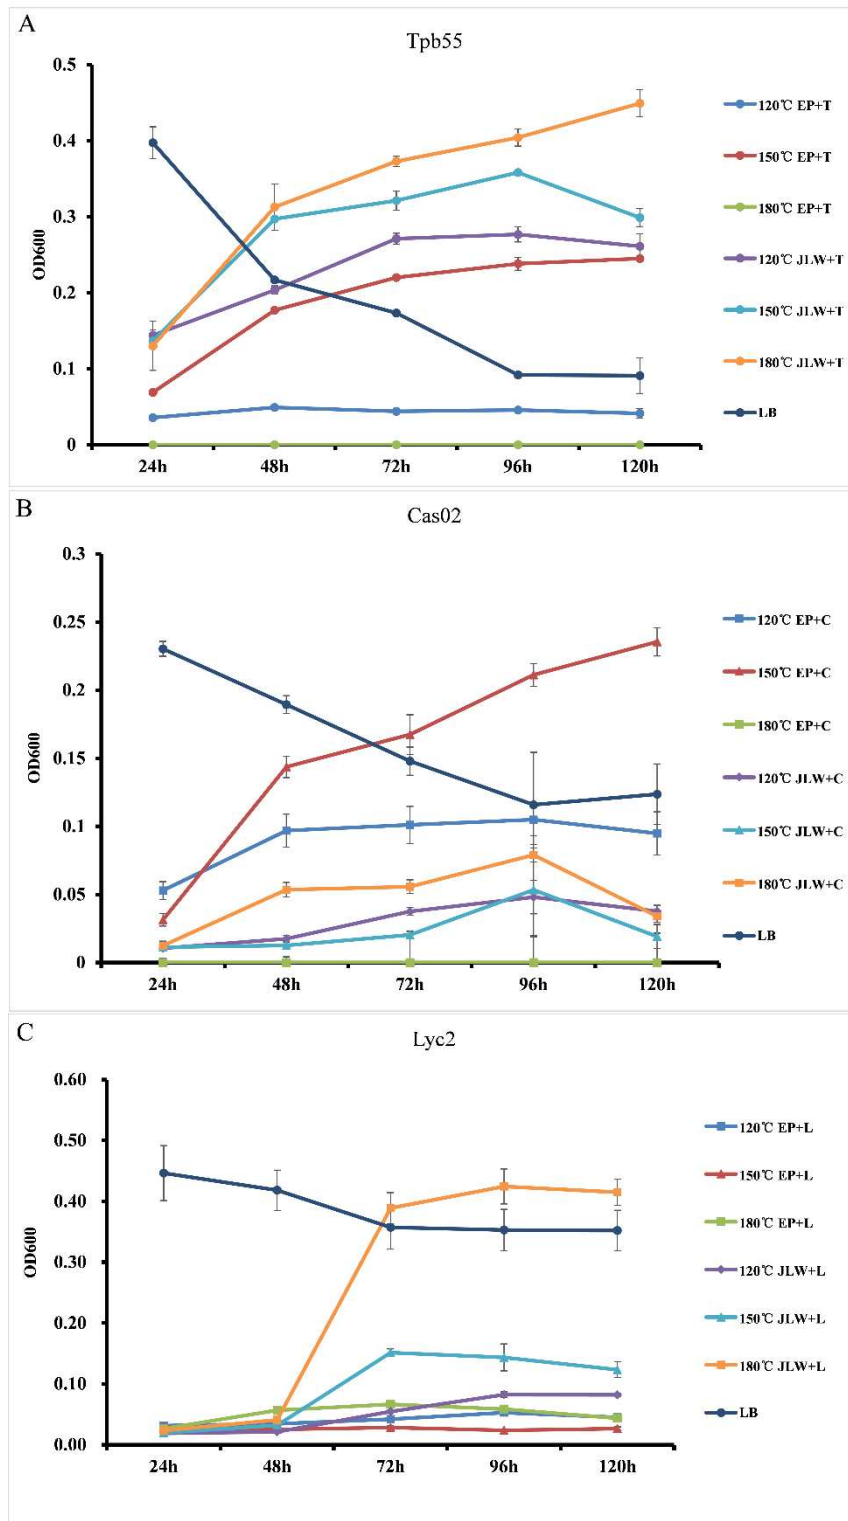 A
Tpb55
0.5
0.4
0.3
0.2
0.1
0
OD600
24h 48h 72h 96h 120h
120℃ EP+T
150℃ EP+T
180℃ EP+T
120℃ JLW+T
150℃ JLW+T
180℃ JLW+T
LB
B
Cas02
0.3
0.25
0.2
0.15
0.1
0.05
0
OD600
24h 48h 72h 96h 120h
120℃ EP+C
150℃ EP+C
180℃ EP+C
120℃ JLW+C
150℃ JLW+C
180℃ JLW+C
LB
C
Lyc2
0.60
0.50
0.40
0.30
0.20
0.10
0.00
OD600
24h 48h 72h 96h 120h
120℃ EP+L
150℃ EP+L
180℃ EP+L
120℃ JLW+L
150℃ JLW+L
180℃ JLW+L
LB